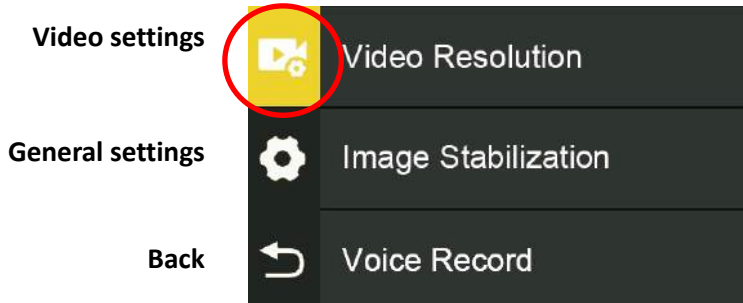 Video settings
Video Resolution
General settings
Image Stabilization
Back
Voice Record